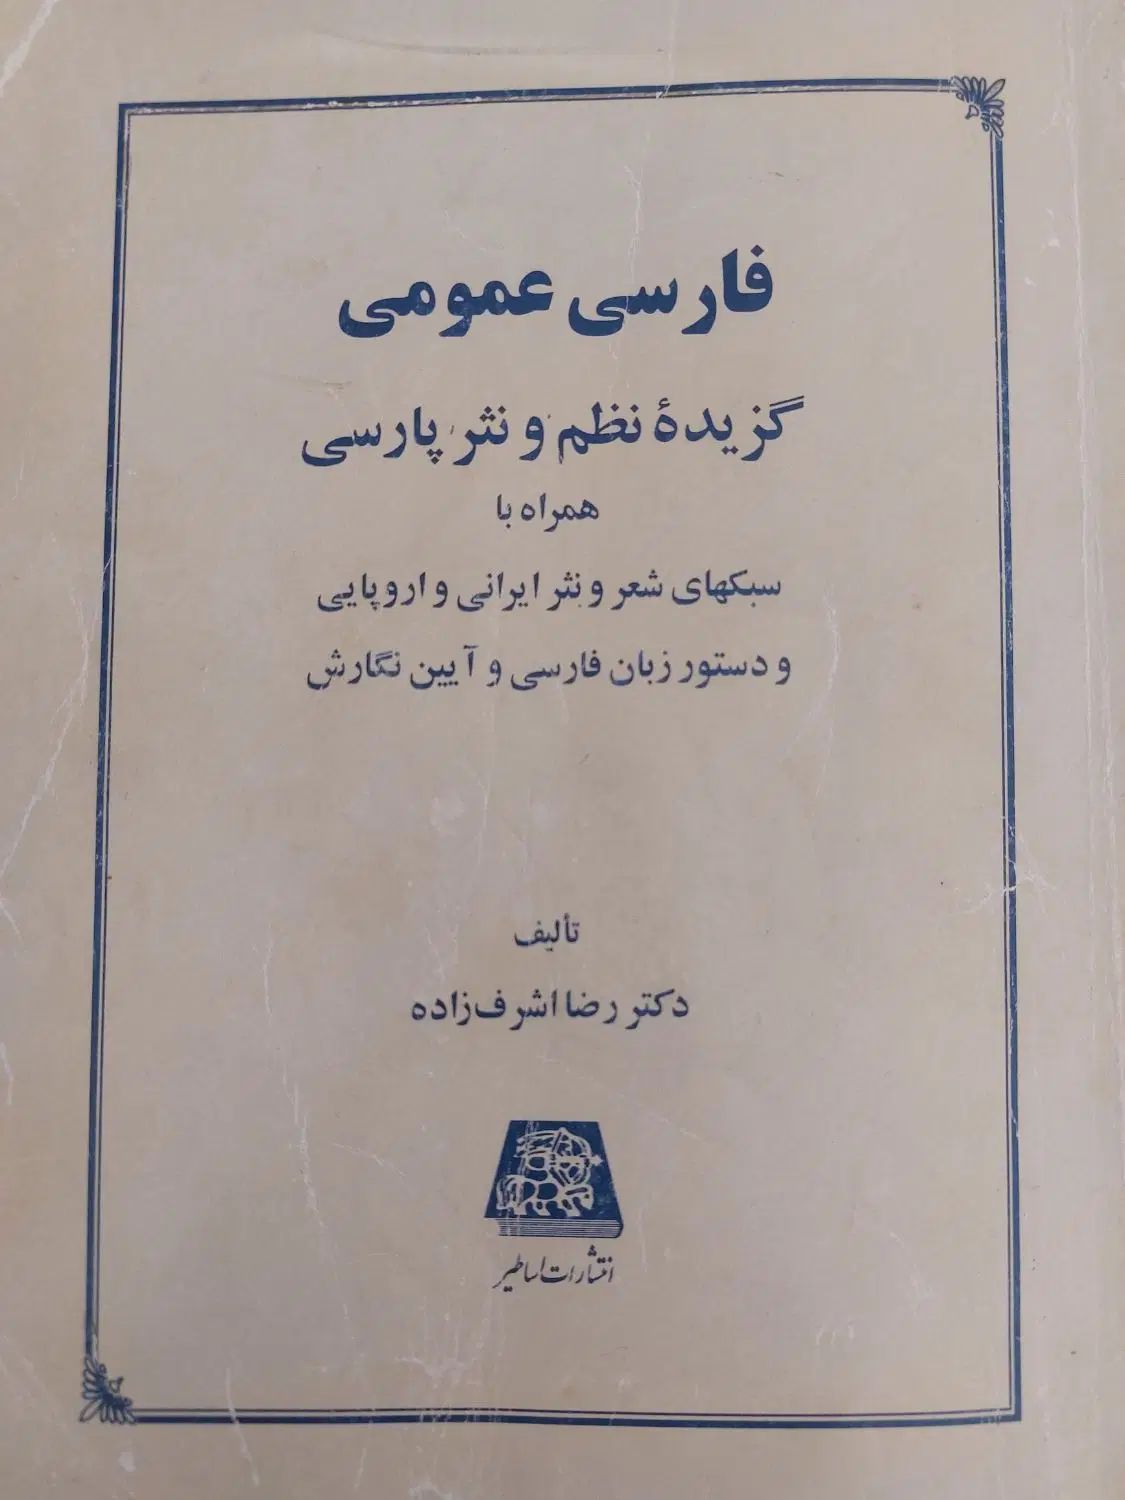 فارسی عمومی
گزیدهٔ نظم و نثر پارسی
همراه با
سبکهای شعر و نثر ایرانی و اروپایی
و دستور زبان فارسی و آیین نگارش
تألیف
دکتر رضا اشرف‌زاده
انتشارات اساطیر